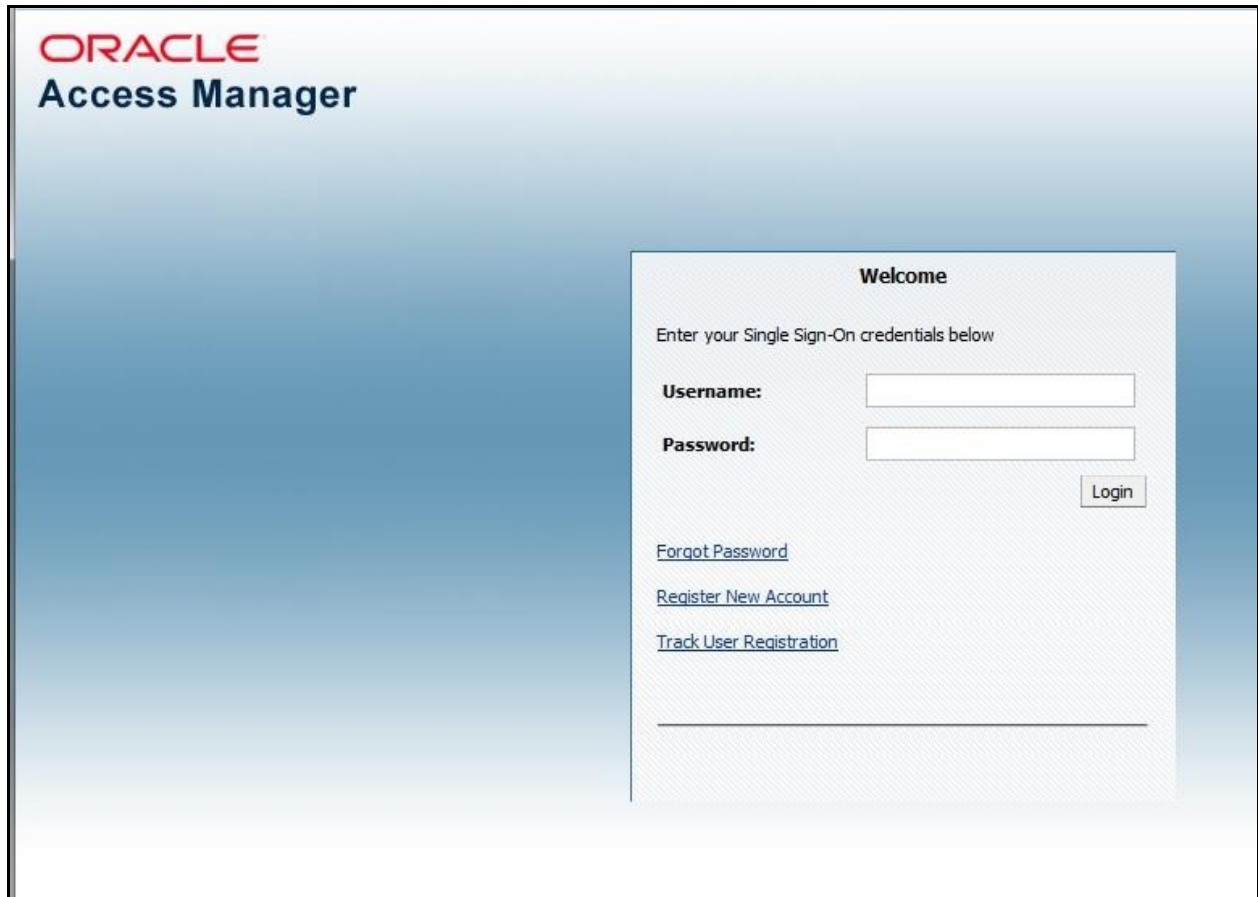 ORACLE
Access Manager
Welcome
Enter your Single Sign-On credentials below
Username:
Password:
Login
Forgot Password
Register New Account
Track User Registration